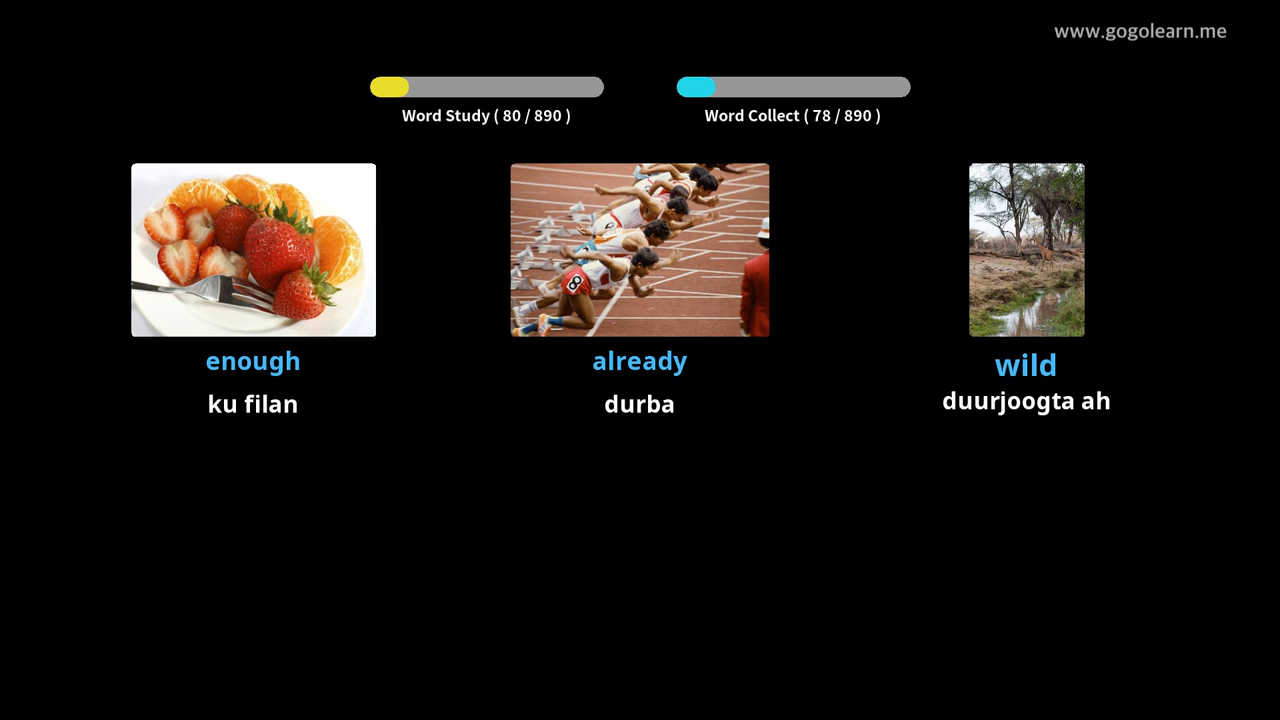 www.gogolearn.me
Word Study ( 80 / 890 )
Word Collect ( 78 / 890 )
enough
ku filan
already
durba
wild
duurjoogta ah